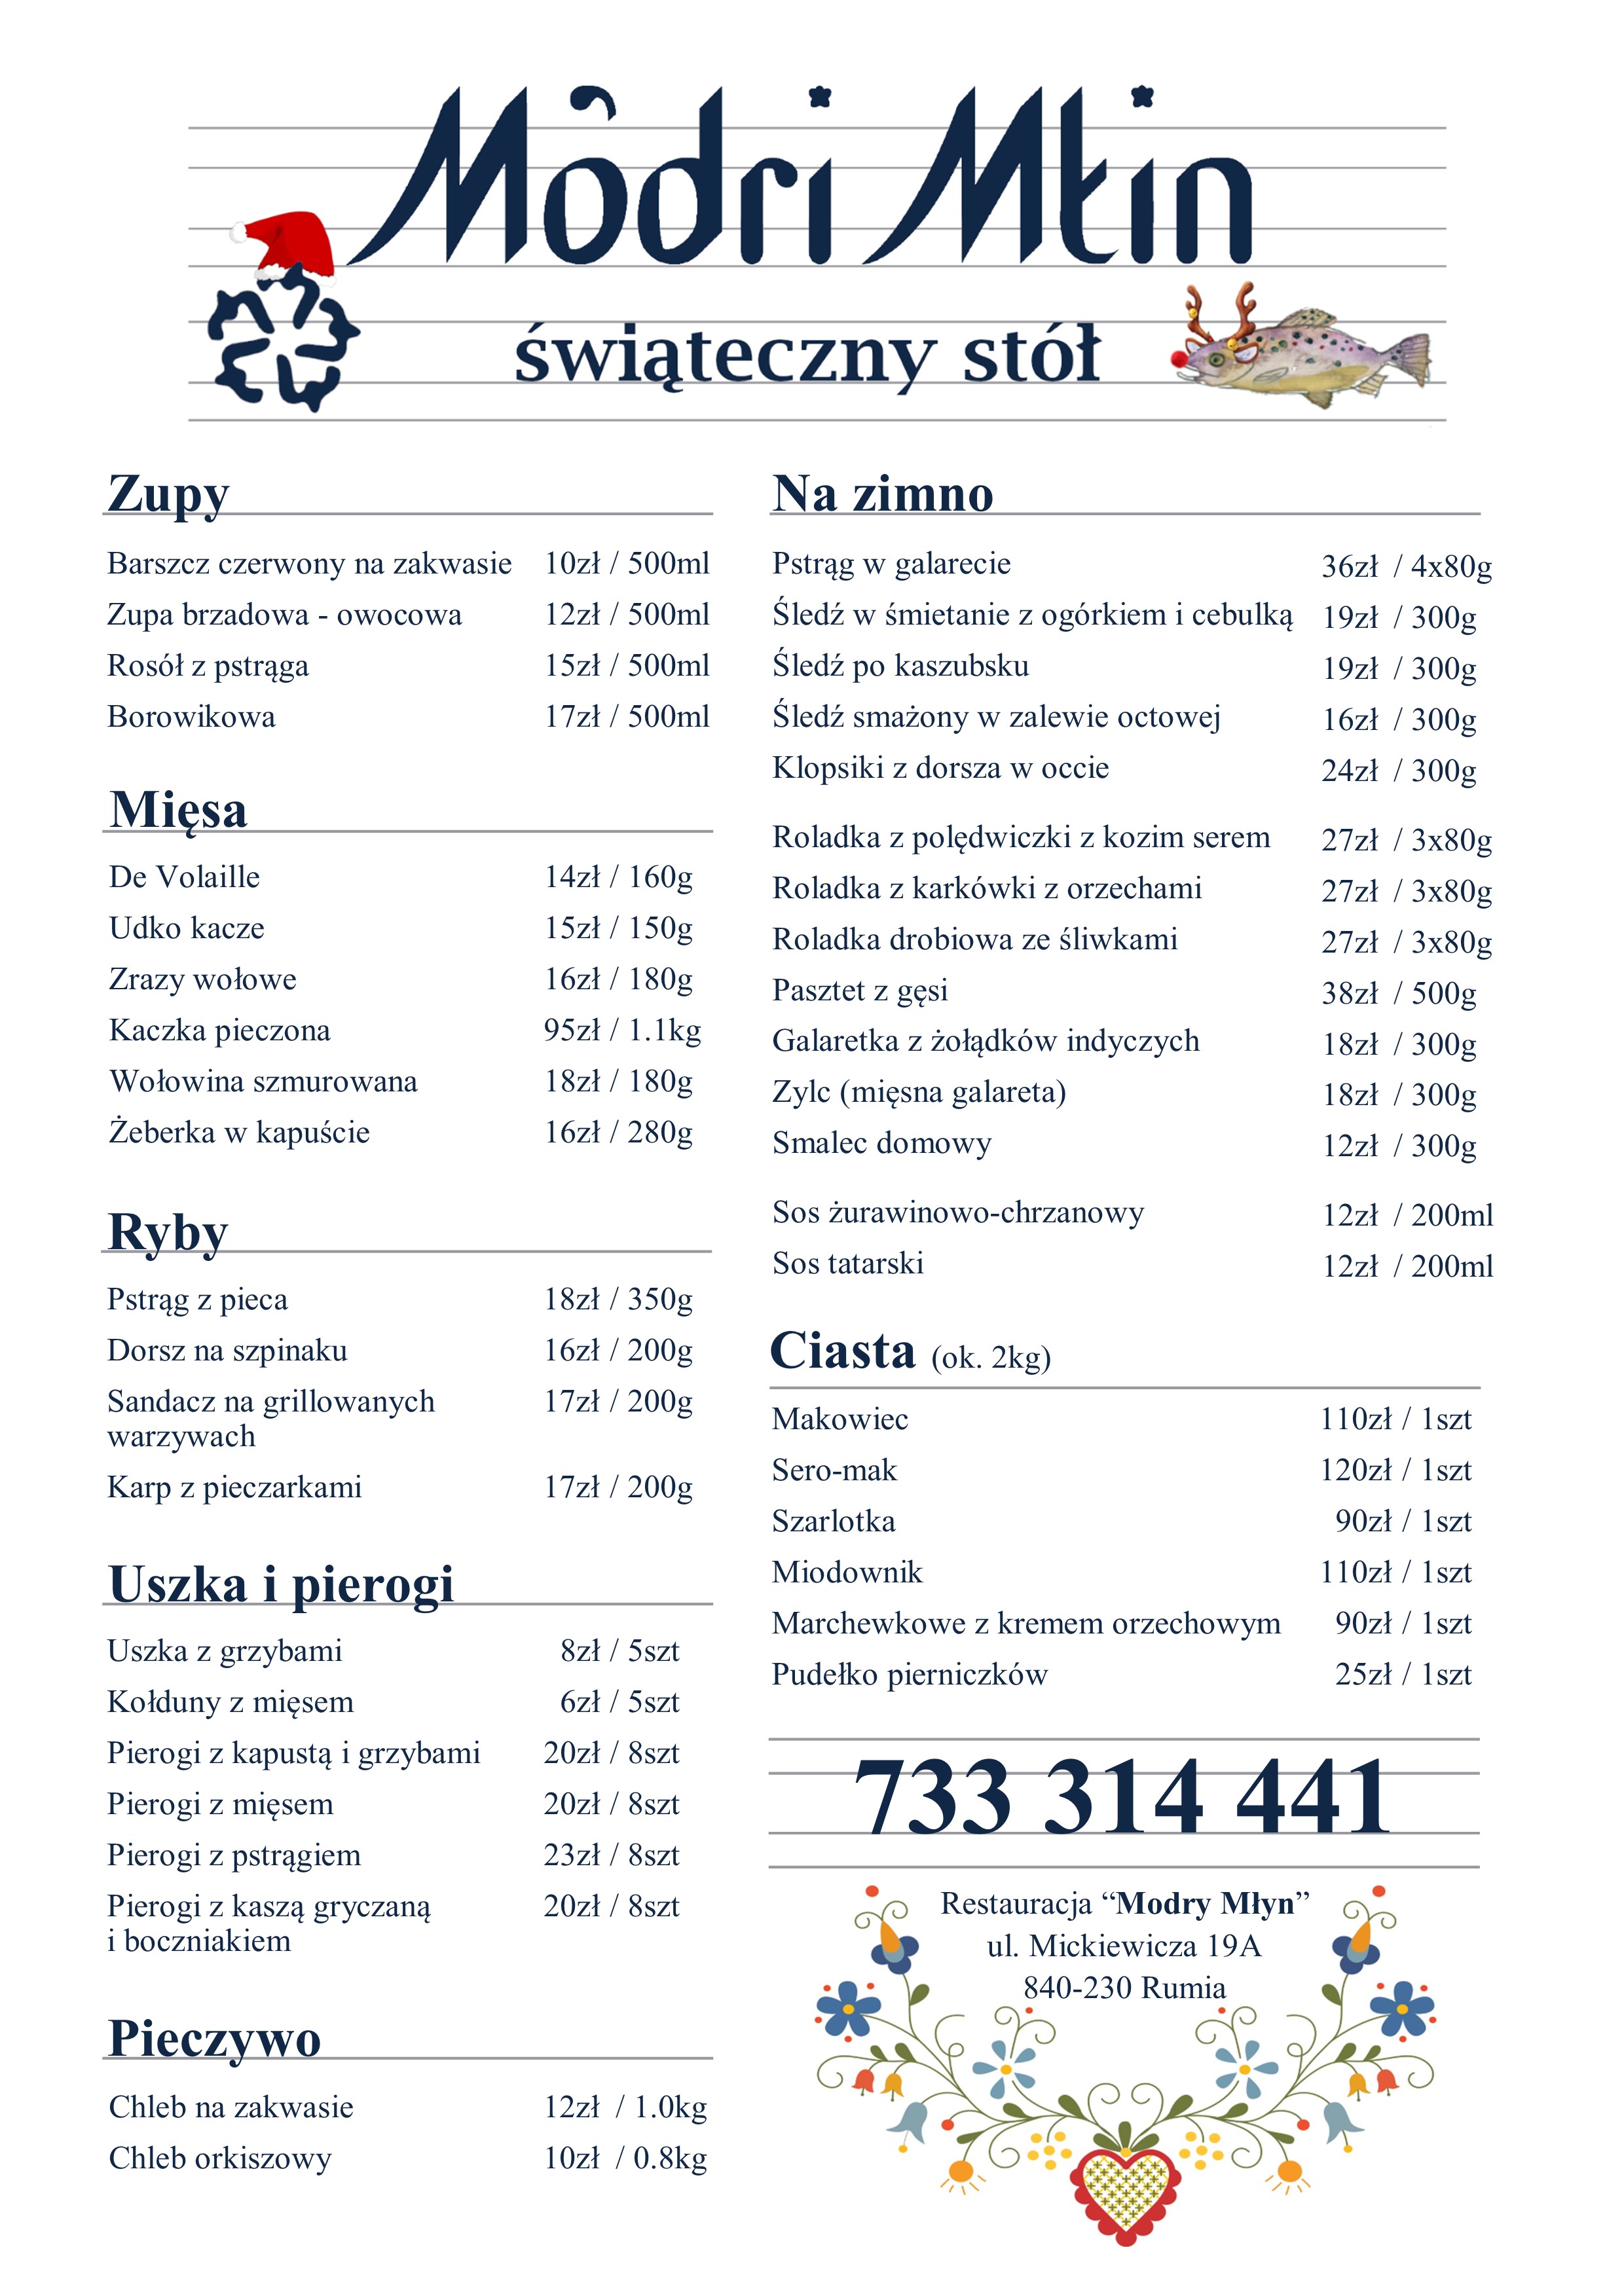 Môdri Młin
świąteczny stół
Zupy
Barszcz czerwony na zakwasie 10zł / 500ml
Zupa brzadowa - owocowa 12zł / 500ml
Rosół z pstrąga 15zł / 500ml
Borowikowa 17zł / 500ml
Mięsa
De Volaille 14zł / 160g
Udko kacze 15zł / 150g
Zrazy wołowe 16zł / 180g
Kaczka pieczona 95zł / 1.1kg
Wołowina szmurowana 18zł / 180g
Żeberka w kapuście 16zł / 280g
Ryby
Pstrąg z pieca 18zł / 350g
Dorsz na szpinaku 16zł / 200g
Sandacz na grillowanych 17zł / 200g
warzywach
Karp z pieczarkami 17zł / 200g
Uszka i pierogi
Uszka z grzybami 8zł / 5szt
Kołduny z mięsem 6zł / 5szt
Pierogi z kapustą i grzybami 20zł / 8szt
Pierogi z mięsem 20zł / 8szt
Pierogi z pstrągiem 23zł / 8szt
Pierogi z kaszą gryczaną 20zł / 8szt
i boczniakiem
Pieczywo
Chleb na zakwasie 12zł / 1.0kg
Chleb orkiszowy 10zł / 0.8kg
Na zimno
Pstrąg w galarecie 36zł / 4x80g
Śledź w śmietanie z ogórkiem i cebulką 19zł / 300g
Śledź po kaszubsku 19zł / 300g
Śledź smażony w zalewie octowej 16zł / 300g
Klopsiki z dorsza w occie 24zł / 300g
Roladka z polędwiczki z kozim serem 27zł / 3x80g
Roladka z karkówki z orzechami 27zł / 3x80g
Roladka drobiowa ze śliwkami 27zł / 3x80g
Pasztet z gęsi 38zł / 500g
Galaretka z żołądków indyczych 18zł / 300g
Zylc (mięsna galareta) 18zł / 300g
Smalec domowy 12zł / 300g
Sos żurawinowo-chrzanowy 12zł / 200ml
Sos tatarski 12zł / 200ml
Ciasta (ok. 2kg)
Makowiec 110zł / 1szt
Sero-mak 120zł / 1szt
Szarlotka 90zł / 1szt
Miodownik 110zł / 1szt
Marchewkowe z kremem orzechowym 90zł / 1szt
Pudełko pierniczków 25zł / 1szt
733 314 441
Restauracja “Modry Młyn”
ul. Mickiewicza 19A
840-230 Rumia